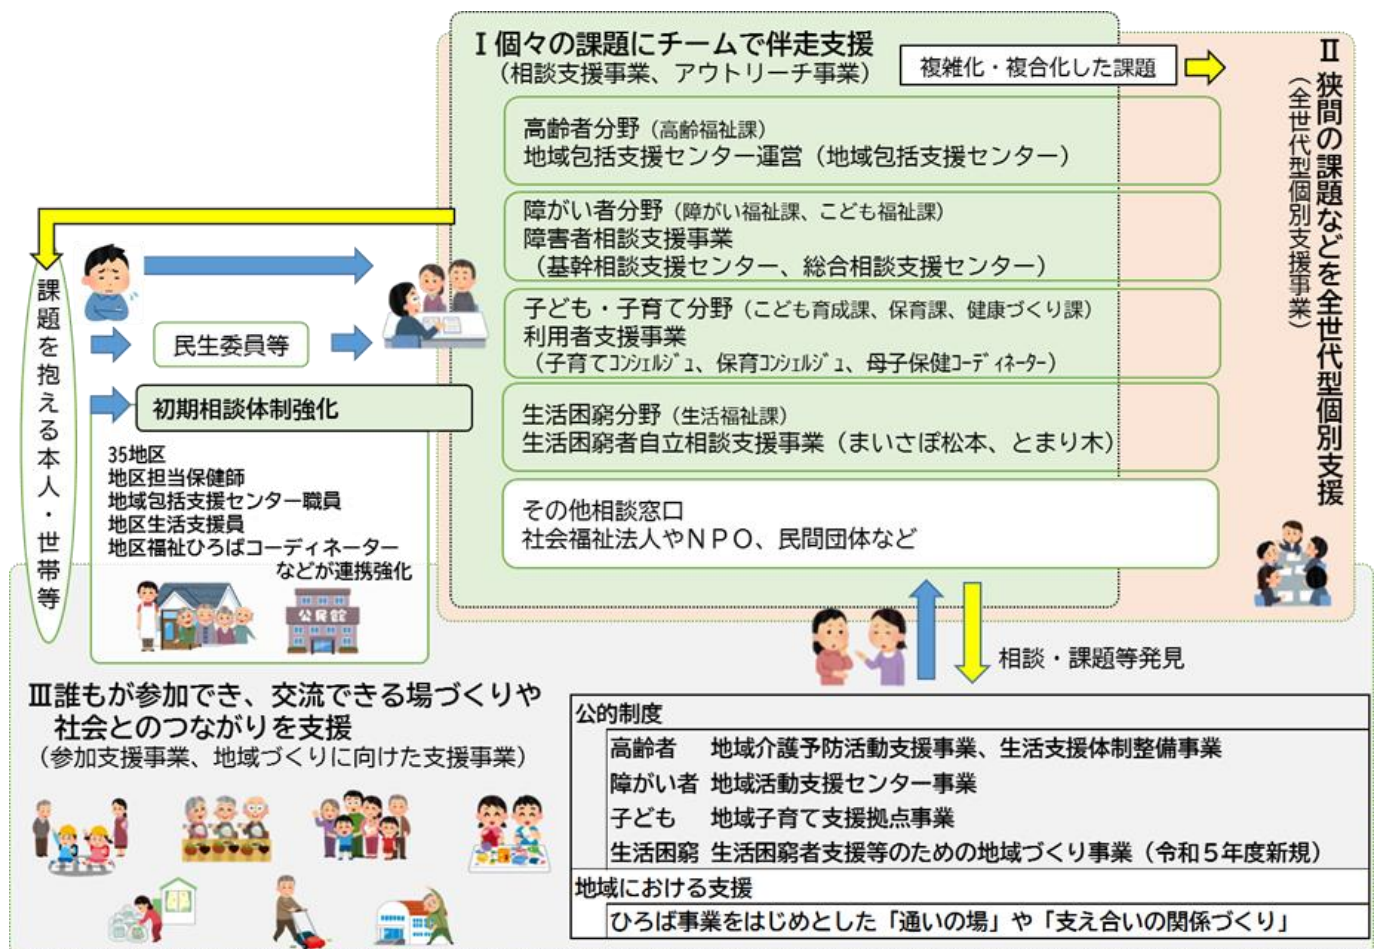 Ⅰ個々の課題にチームで伴走支援
（相談支援事業、アウトリーチ事業）
複雑化・複合化した課題
高齢者分野（高齢福祉課）
地域包括支援センター運営（地域包括支援センター）
障がい者分野（障がい福祉課、こども福祉課）
障害者相談支援事業
（基幹相談支援センター、総合相談支援センター）
子ども・子育て分野（こども育成課、保育課、健康づくり課）
利用者支援事業
（子育てｺﾝｼｪﾙｼﾞｭ、保育ｺﾝｼｪﾙｼﾞｭ、母子保健ｺｰﾃﾞｨﾈｰﾀｰ）
生活困窮分野（生活福祉課）
生活困窮者自立相談支援事業（まいさぽ松本、とまり木）
その他相談窓口
社会福祉法人やＮＰＯ、民間団体など
Ⅱ 狭間の課題などを全世代型個別支援
（全世代型個別支援事業）
課題を抱える本人・世帯等
民生委員等
初期相談体制強化
35地区
地区担当保健師
地域包括支援センター職員
地区生活支援員
地区福祉ひろばコーディネーター
などが連携強化
公民館
相談・課題等発見
Ⅲ誰もが参加でき、交流できる場づくりや
社会とのつながりを支援
（参加支援事業、地域づくりに向けた支援事業）
公的制度
高齢者　地域介護予防活動支援事業、生活支援体制整備事業
障がい者 地域活動支援センター事業
子ども　地域子育て支援拠点事業
生活困窮 生活困窮者支援等のための地域づくり事業（令和５年度新規）
地域における支援
ひろば事業をはじめとした「通いの場」や「支え合いの関係づくり」